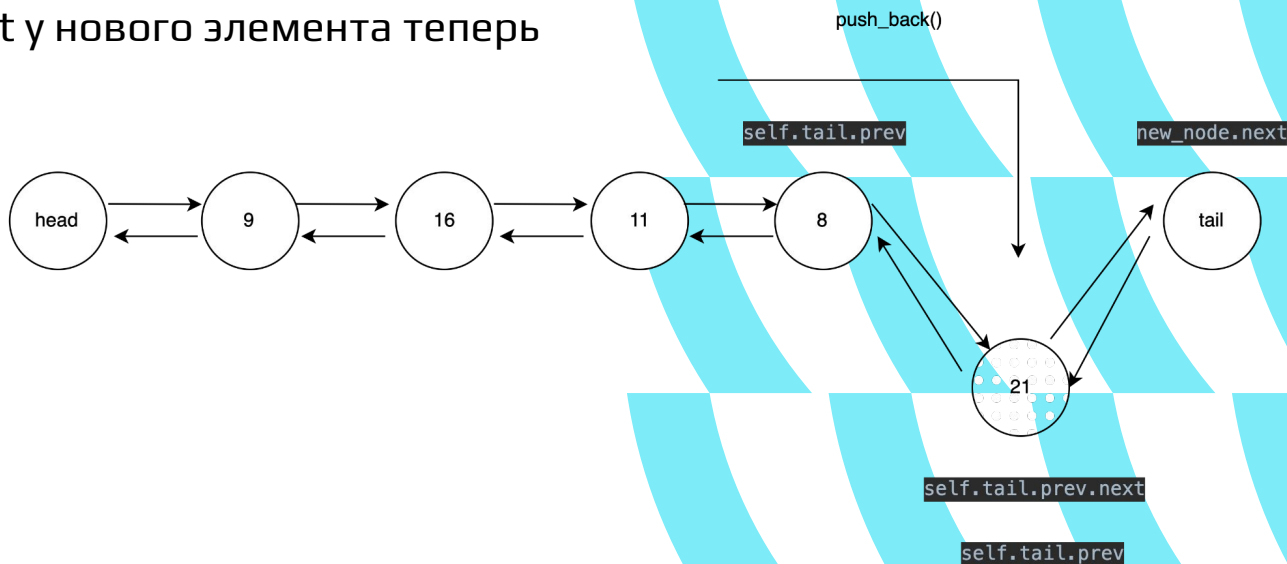 t у нового элемента теперь
push_back()
self.tail.prev
new_node.next
head
9
16
11
8
tail
21
self.tail.prev.next
self.tail.prev